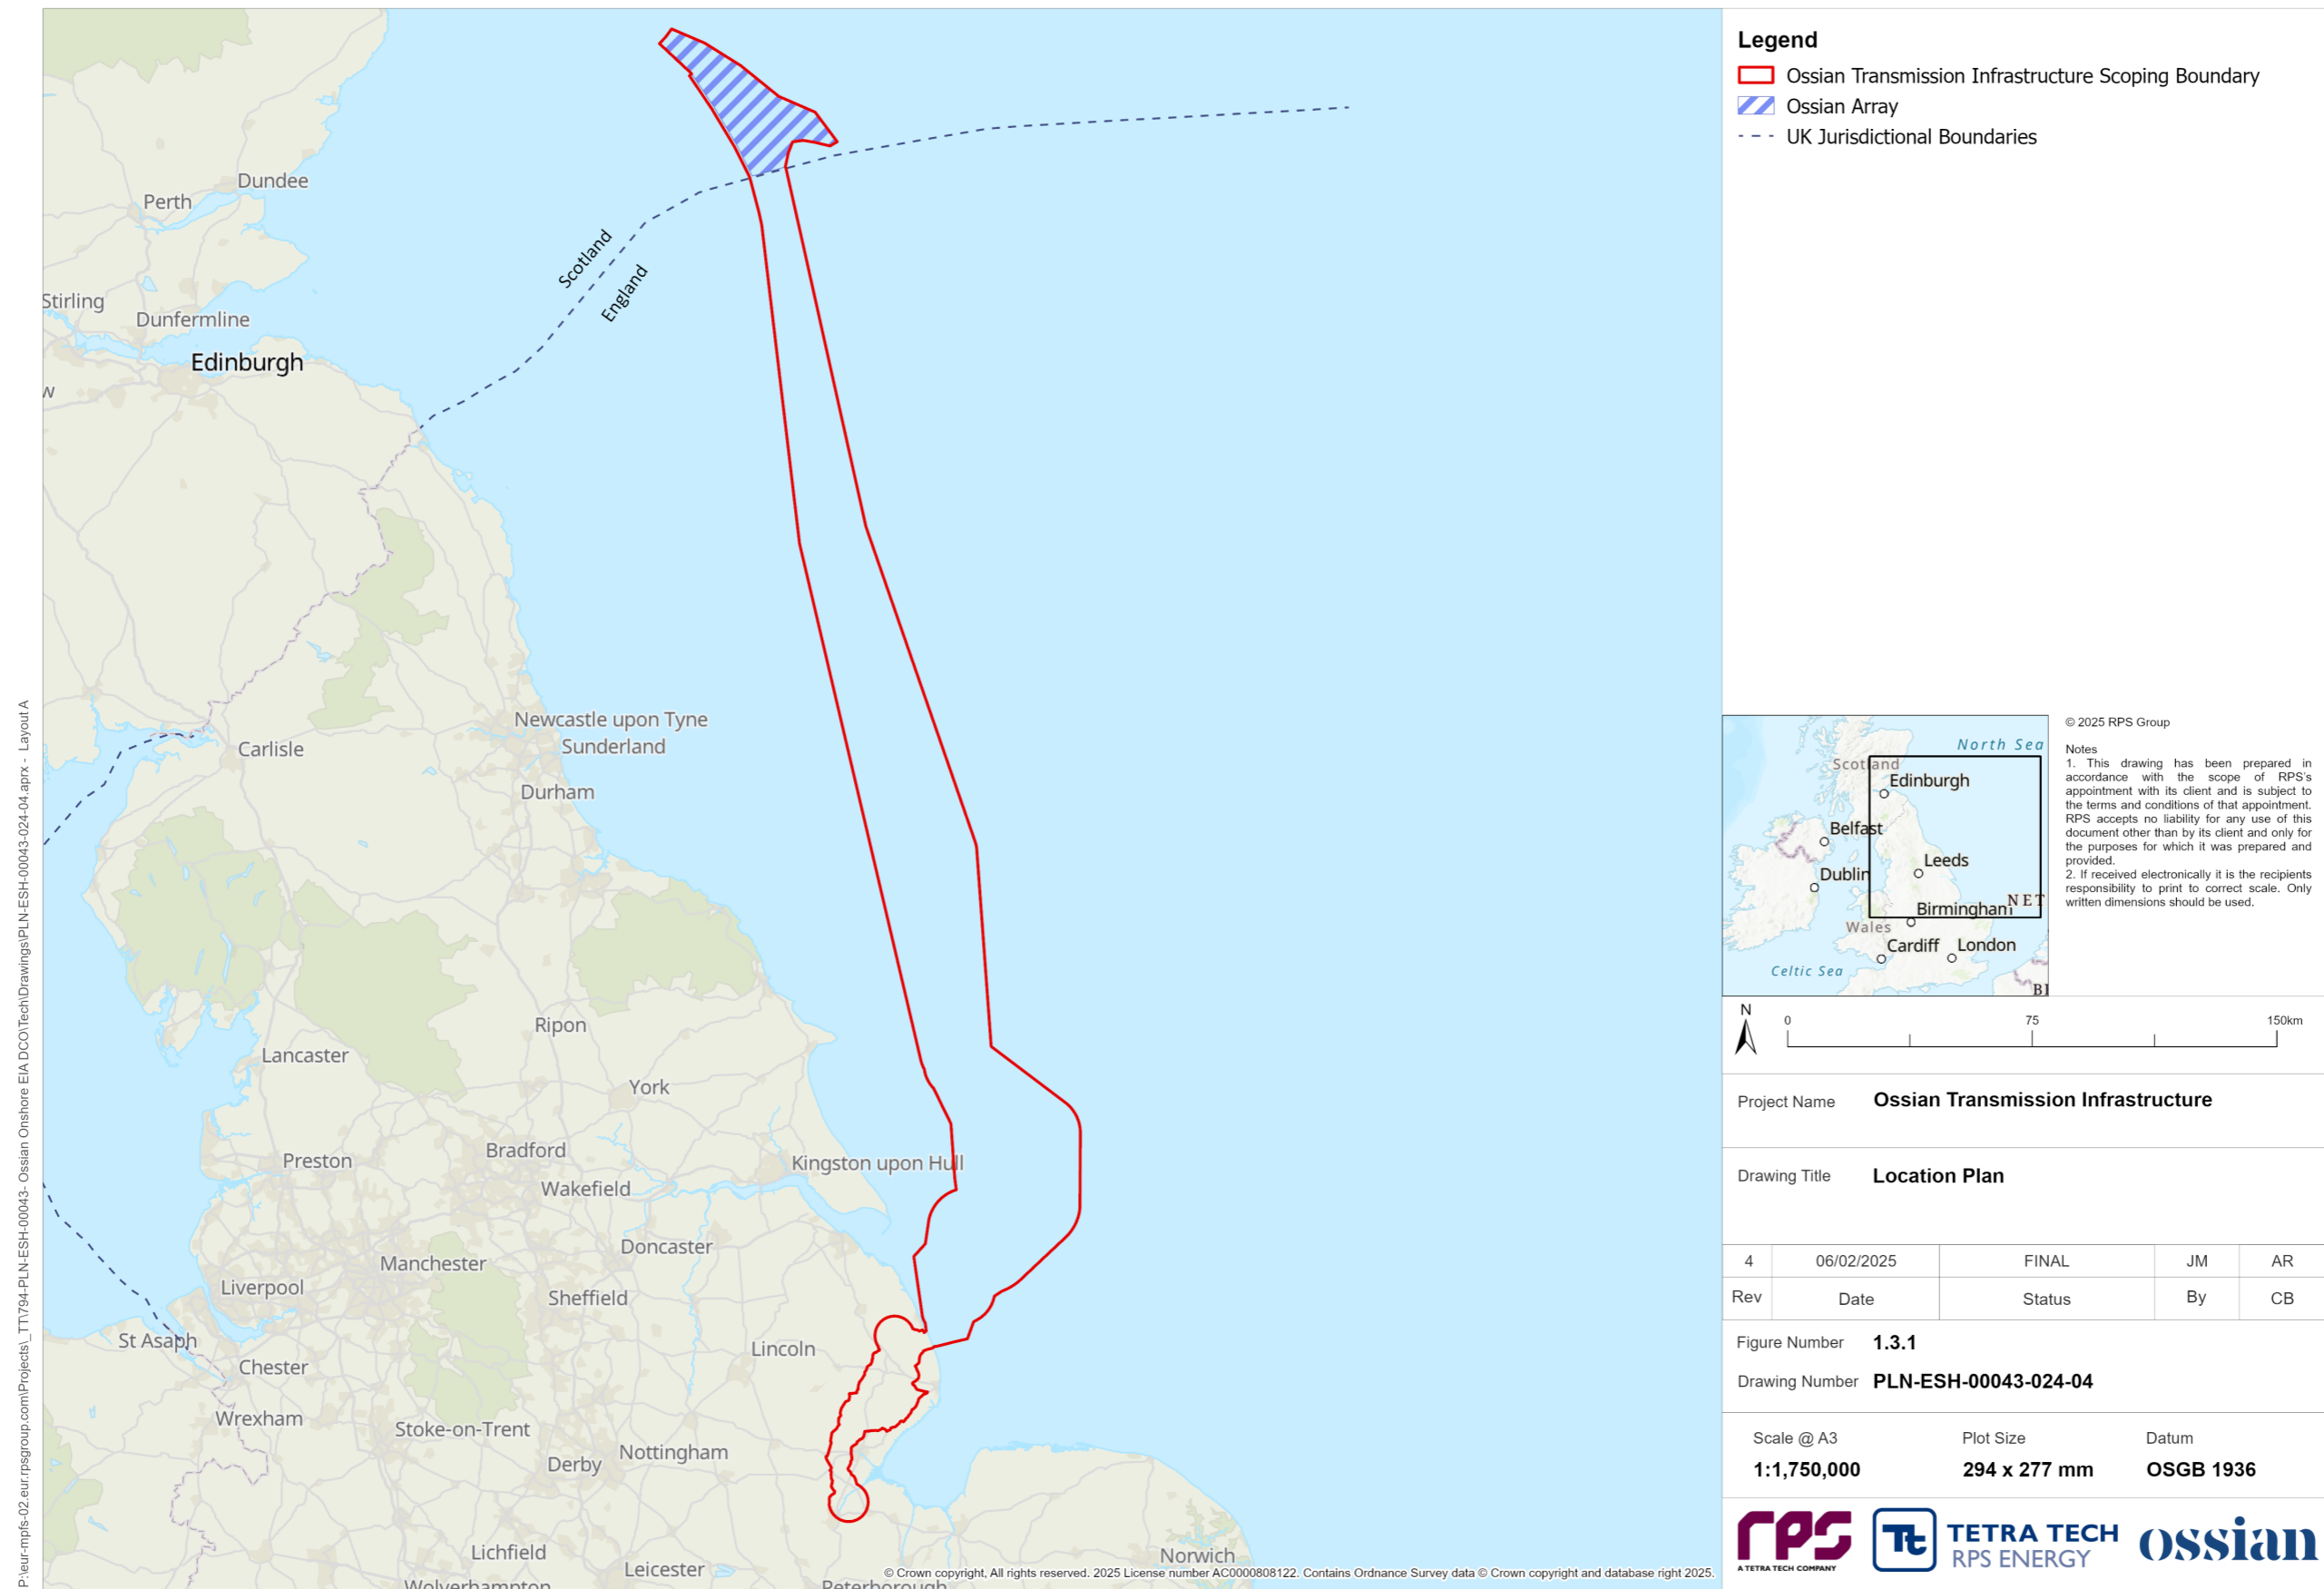 P:\eur-mpfs-02.eur.rpsgroup.com\Projects\_TT\794-PLN-ESH-00043- Ossian Onshore EIA DCO\Tech\Drawings\PLN-ESH-00043-024-04.aprx - Layout A
Dundee
Perth
Scotland
England
Stirling
Dunfermline
Edinburgh
w
Newcastle upon Tyne
Sunderland
Carlisle
Durham
Ripon
Lancaster
York
Bradford
Preston
Kingston upon Hull
Wakefield
Doncaster
Manchester
Liverpool
Sheffield
St Asaph
Lincoln
Chester
Wrexham
Stoke-on-Trent
Nottingham
Derby
Lichfield
Norwich
Leicester
Wolverhampton
Peterborough
© Crown copyright, All rights reserved. 2025 License number AC0000808122. Contains Ordnance Survey data © Crown copyright and database right 2025.
Legend
Ossian Transmission Infrastructure Scoping Boundary
Ossian Array
UK Jurisdictional Boundaries
North Sea
Scotland
Edinburgh
Belfast
Leeds
Dublin
NET
Birmingham
Wales
Cardiff
London
Celtic Sea
BI
© 2025 RPS Group
Notes
1. This drawing has been prepared in
accordance with the scope of RPS's
appointment with its client and is subject to
the terms and conditions of that appointment.
RPS accepts no liability for any use of this
document other than by its client and only for
the purposes for which it was prepared and
provided.
2. If received electronically it is the recipients
responsibility to print to correct scale. Only
written dimensions should be used.
N
0 75 150km
Project Name Ossian Transmission Infrastructure
Drawing Title Location Plan
4 06/02/2025 FINAL JM AR
Rev Date Status By CB
Figure Number 1.3.1
Drawing Number PLN-ESH-00043-024-04
Scale @ A3 Plot Size Datum
1:1,750,000 294 x 277 mm OSGB 1936
rps
A TETRA TECH COMPANY
Tt
TETRA TECH
RPS ENERGY
ossian